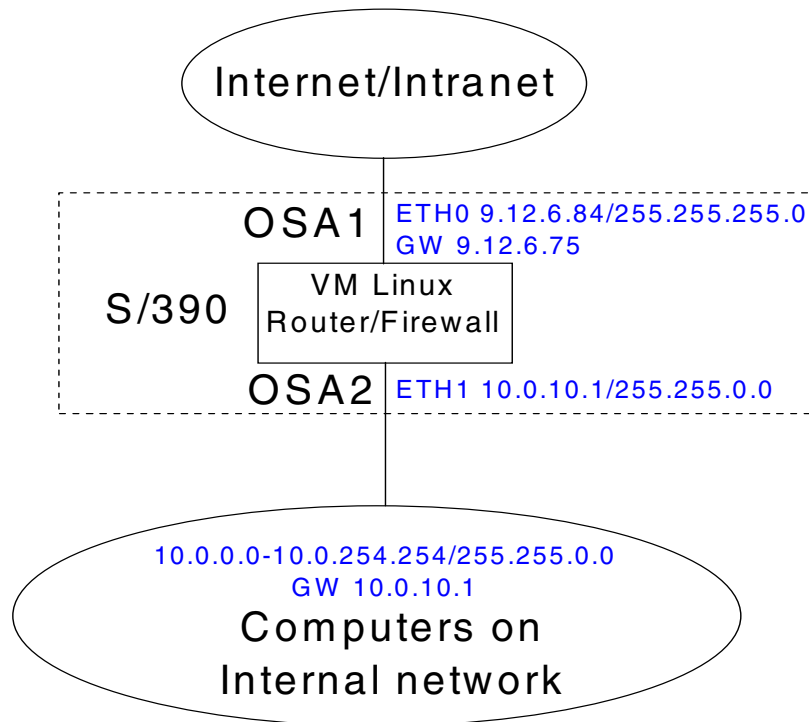 Internet/Intranet
OSA1
ETH0 9.12.6.84/255.255.255.0
GW 9.12.6.75
S/390
VM Linux
Router/Firewall
OSA2
ETH1 10.0.10.1/255.255.0.0
10.0.0.0-10.0.254.254/255.255.0.0
GW 10.0.10.1
Computers on
Internal network